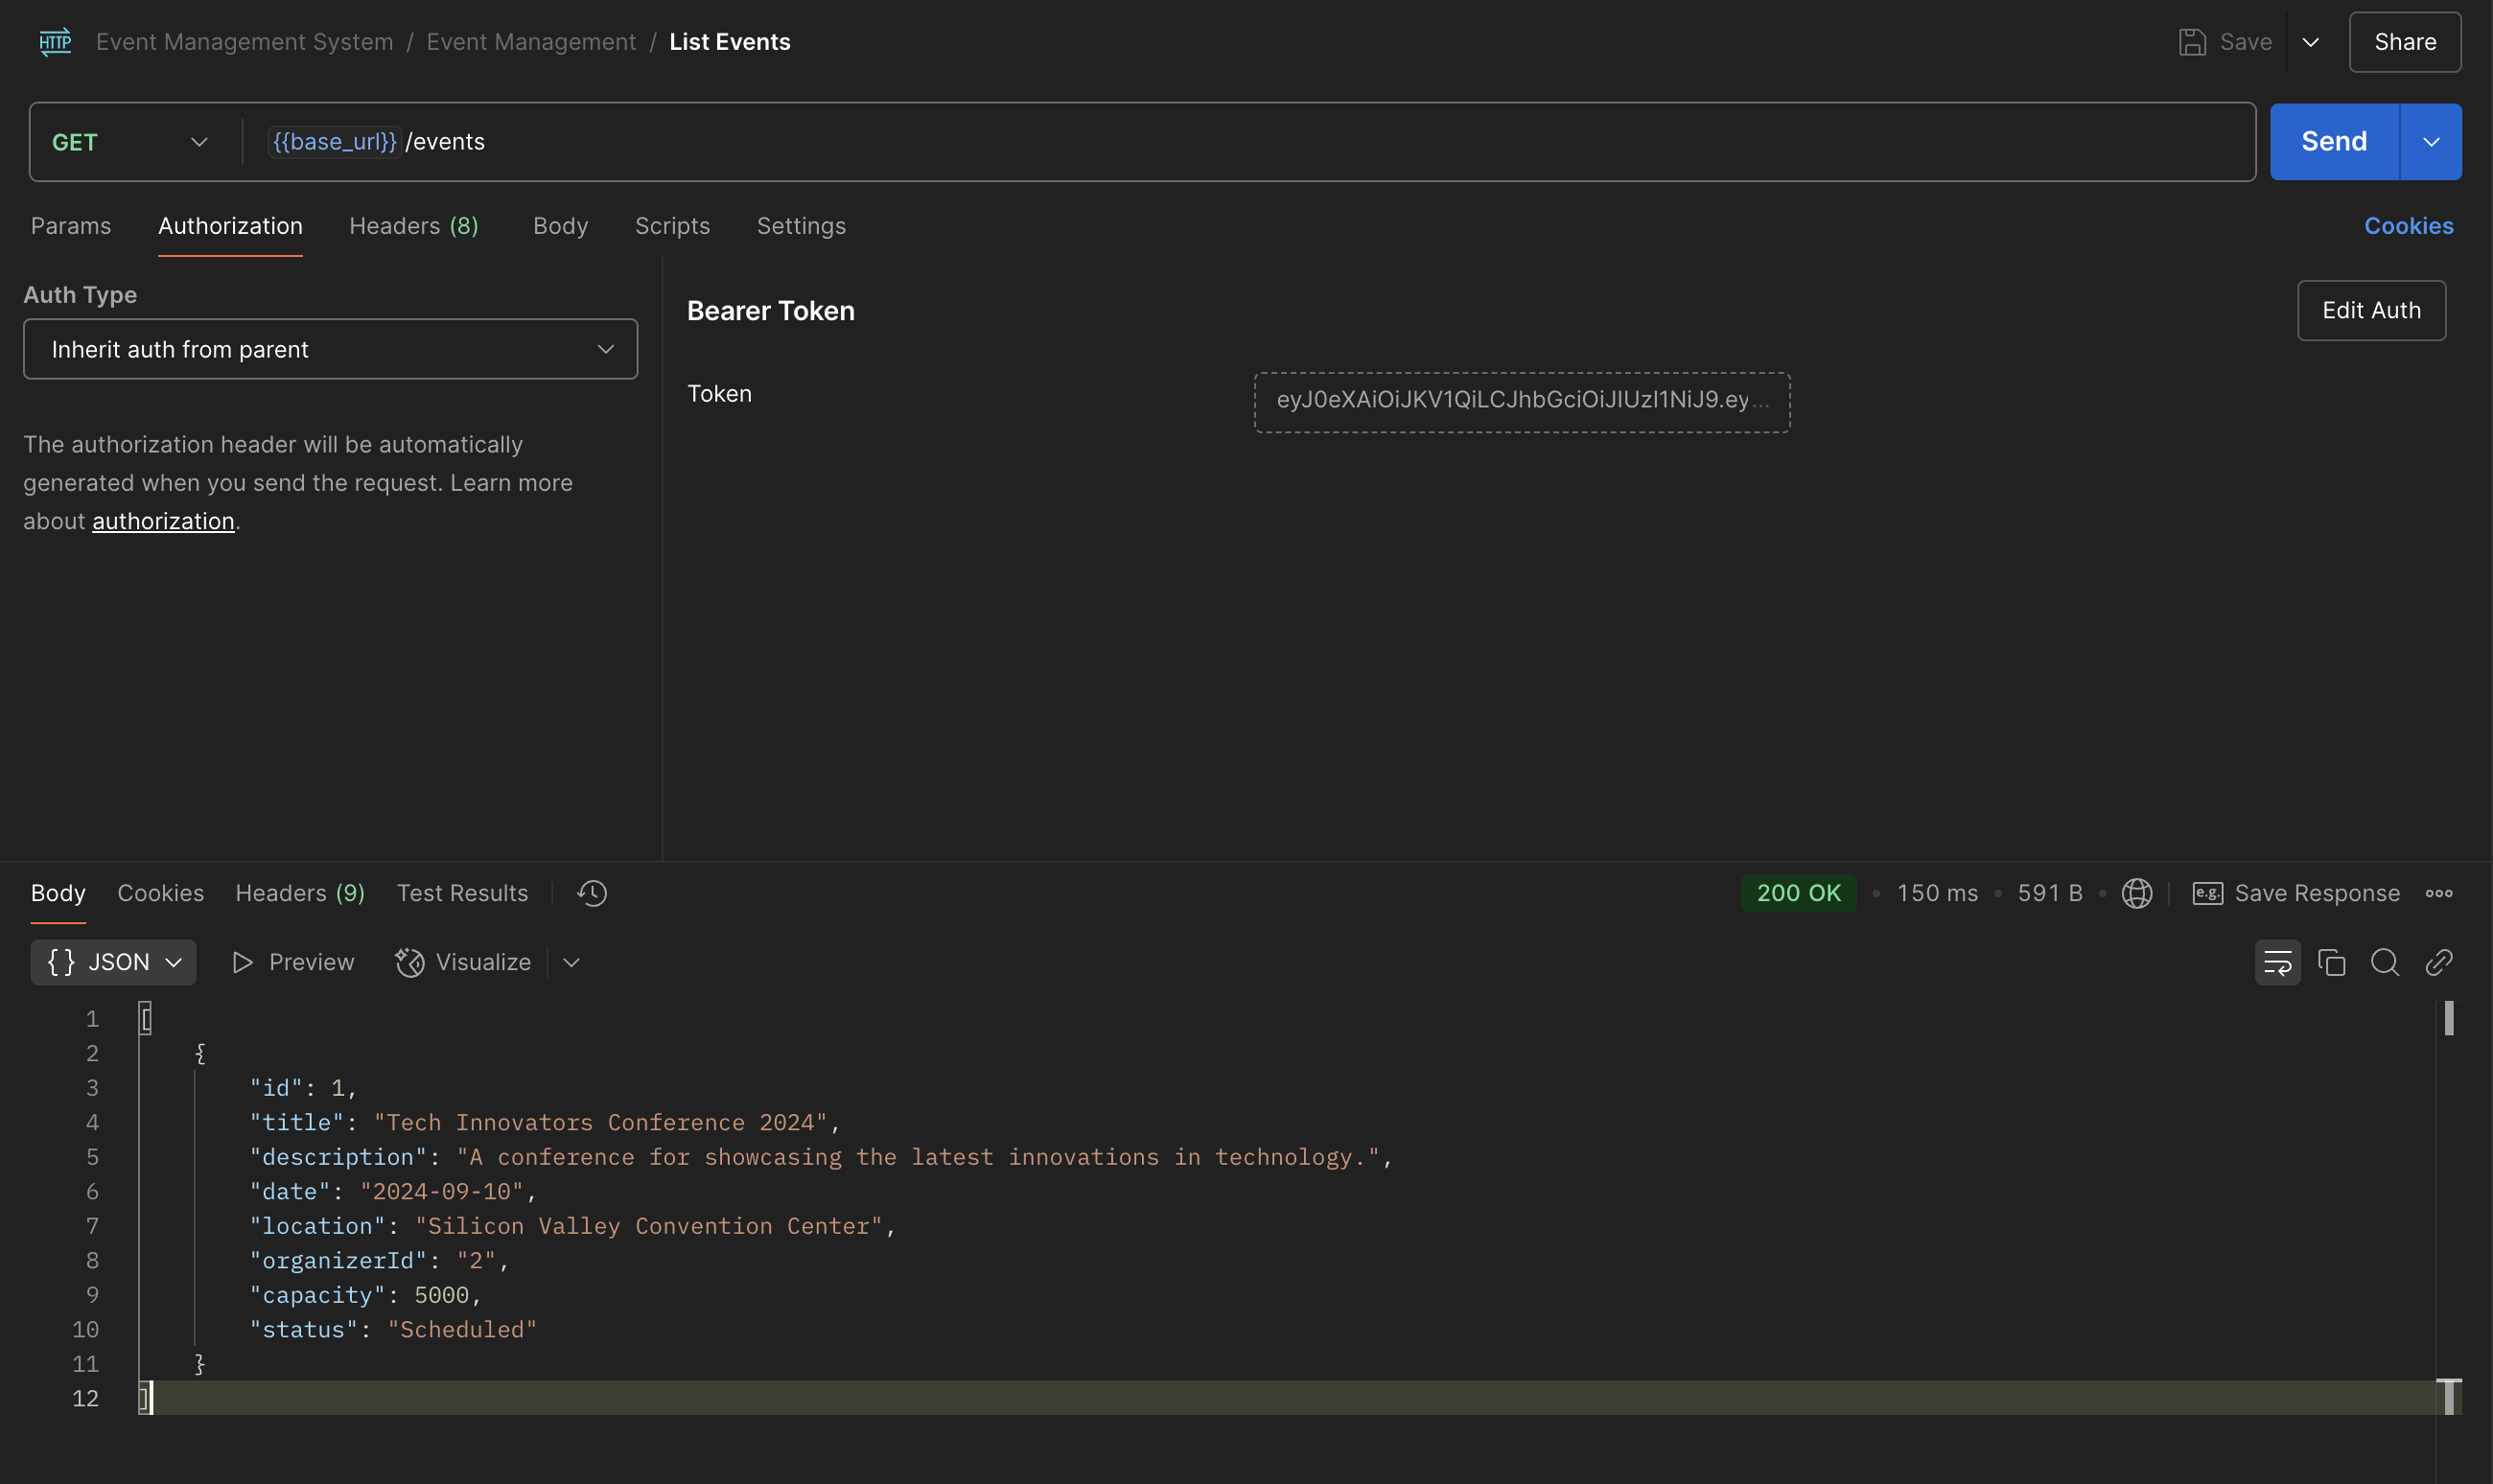 HTTP Event Management System / Event Management / List Events Save Share
GET {{base_url}}/events Send
Params Authorization Headers (8) Body Scripts Settings Cookies
Auth Type
Inherit auth from parent
The authorization header will be automatically
generated when you send the request. Learn more
about authorization.
Bearer Token Edit Auth
Token eyJ0eXAiOiJKV1QiLCJhbGciOiJIUzI1NiJ9.ey...
Body Cookies Headers (9) Test Results 200 OK • 150 ms • 591 B • e.g. Save Response
{} JSON Preview Visualize
1 [
2 {
3 "id": 1,
4 "title": "Tech Innovators Conference 2024",
5 "description": "A conference for showcasing the latest innovations in technology.",
6 "date": "2024-09-10",
7 "location": "Silicon Valley Convention Center",
8 "organizerId": "2",
9 "capacity": 5000,
10 "status": "Scheduled"
11 }
12 ]